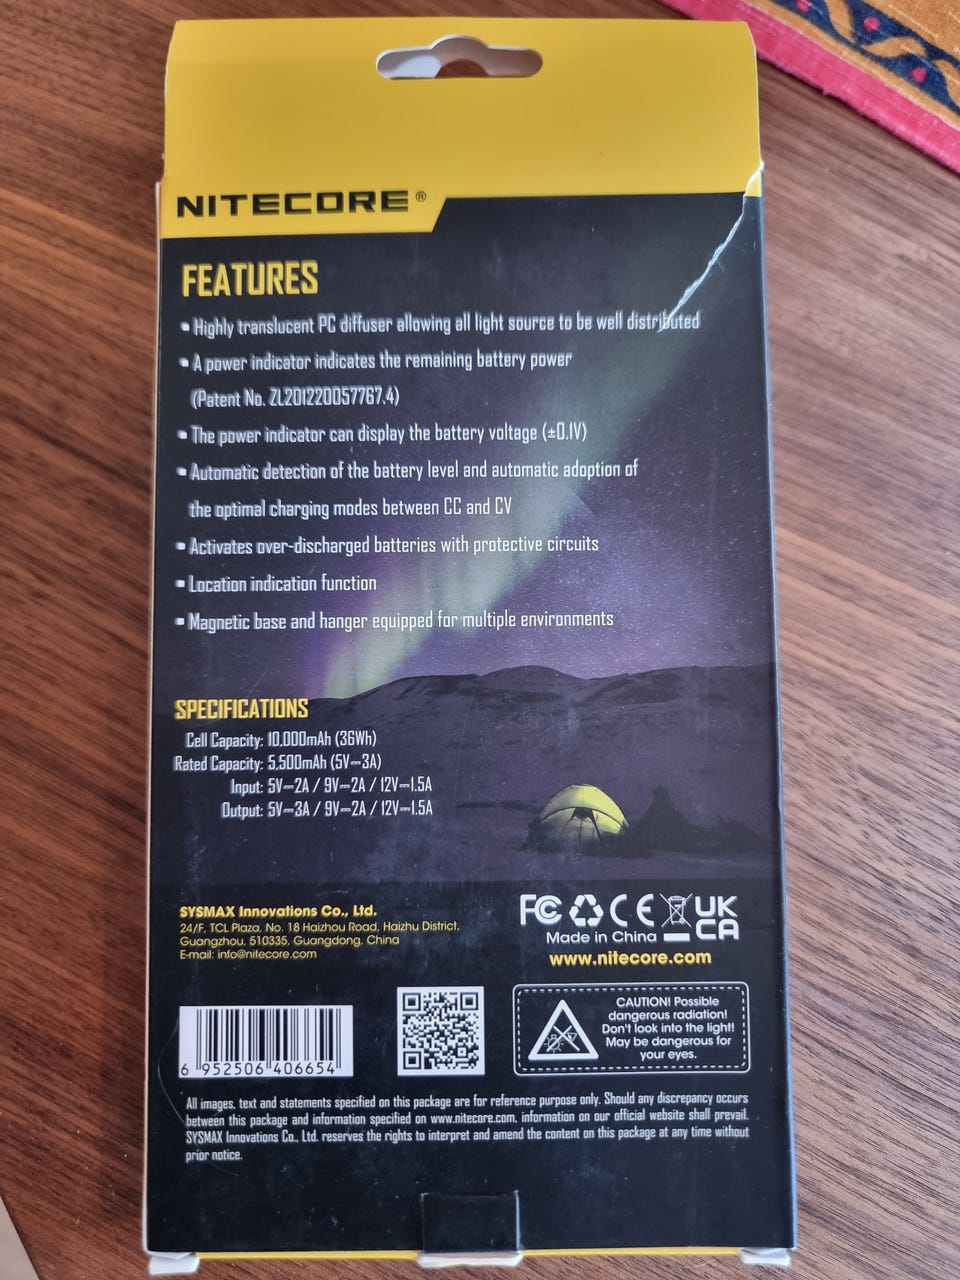 NITECORE®
FEATURES
▪ Highly translucent PC diffuser allowing all light source to be well distributed
▪ A power indicator indicates the remaining battery power
(Patent No. ZL201220057767.4)
▪ The power indicator can display the battery voltage (±0.1V)
▪ Automatic detection of the battery level and automatic adoption of
the optimal charging modes between CC and CV
▪ Activates over-discharged batteries with protective circuits
▪ Location indication function
▪ Magnetic base and hanger equipped for multiple environments
SPECIFICATIONS
Cell Capacity: 10,000mAh (36Wh)
Rated Capacity: 5,500mAh (5V⎓3A)
Input: 5V⎓2A / 9V⎓2A / 12V⎓1.5A
Output: 5V⎓3A / 9V⎓2A / 12V⎓1.5A
SYSMAX Innovations Co., Ltd.
24/F, TCL Plaza, No. 18 Haizhou Road, Haizhu District,
Guangzhou, 510335, Guangdong, China
E-mail: info@nitecore.com
FC CE UK
CA
Made in China
www.nitecore.com
6 952506 406654
CAUTION! Possible
dangerous radiation!
Don't look into the light!
May be dangerous for
your eyes.
All images, text and statements specified on this package are for reference purpose only. Should any discrepancy occurs
between this package and information specified on www.nitecore.com, information on our official website shall prevail.
SYSMAX Innovations Co., Ltd. reserves the rights to interpret and amend the content on this package at any time without
prior notice.